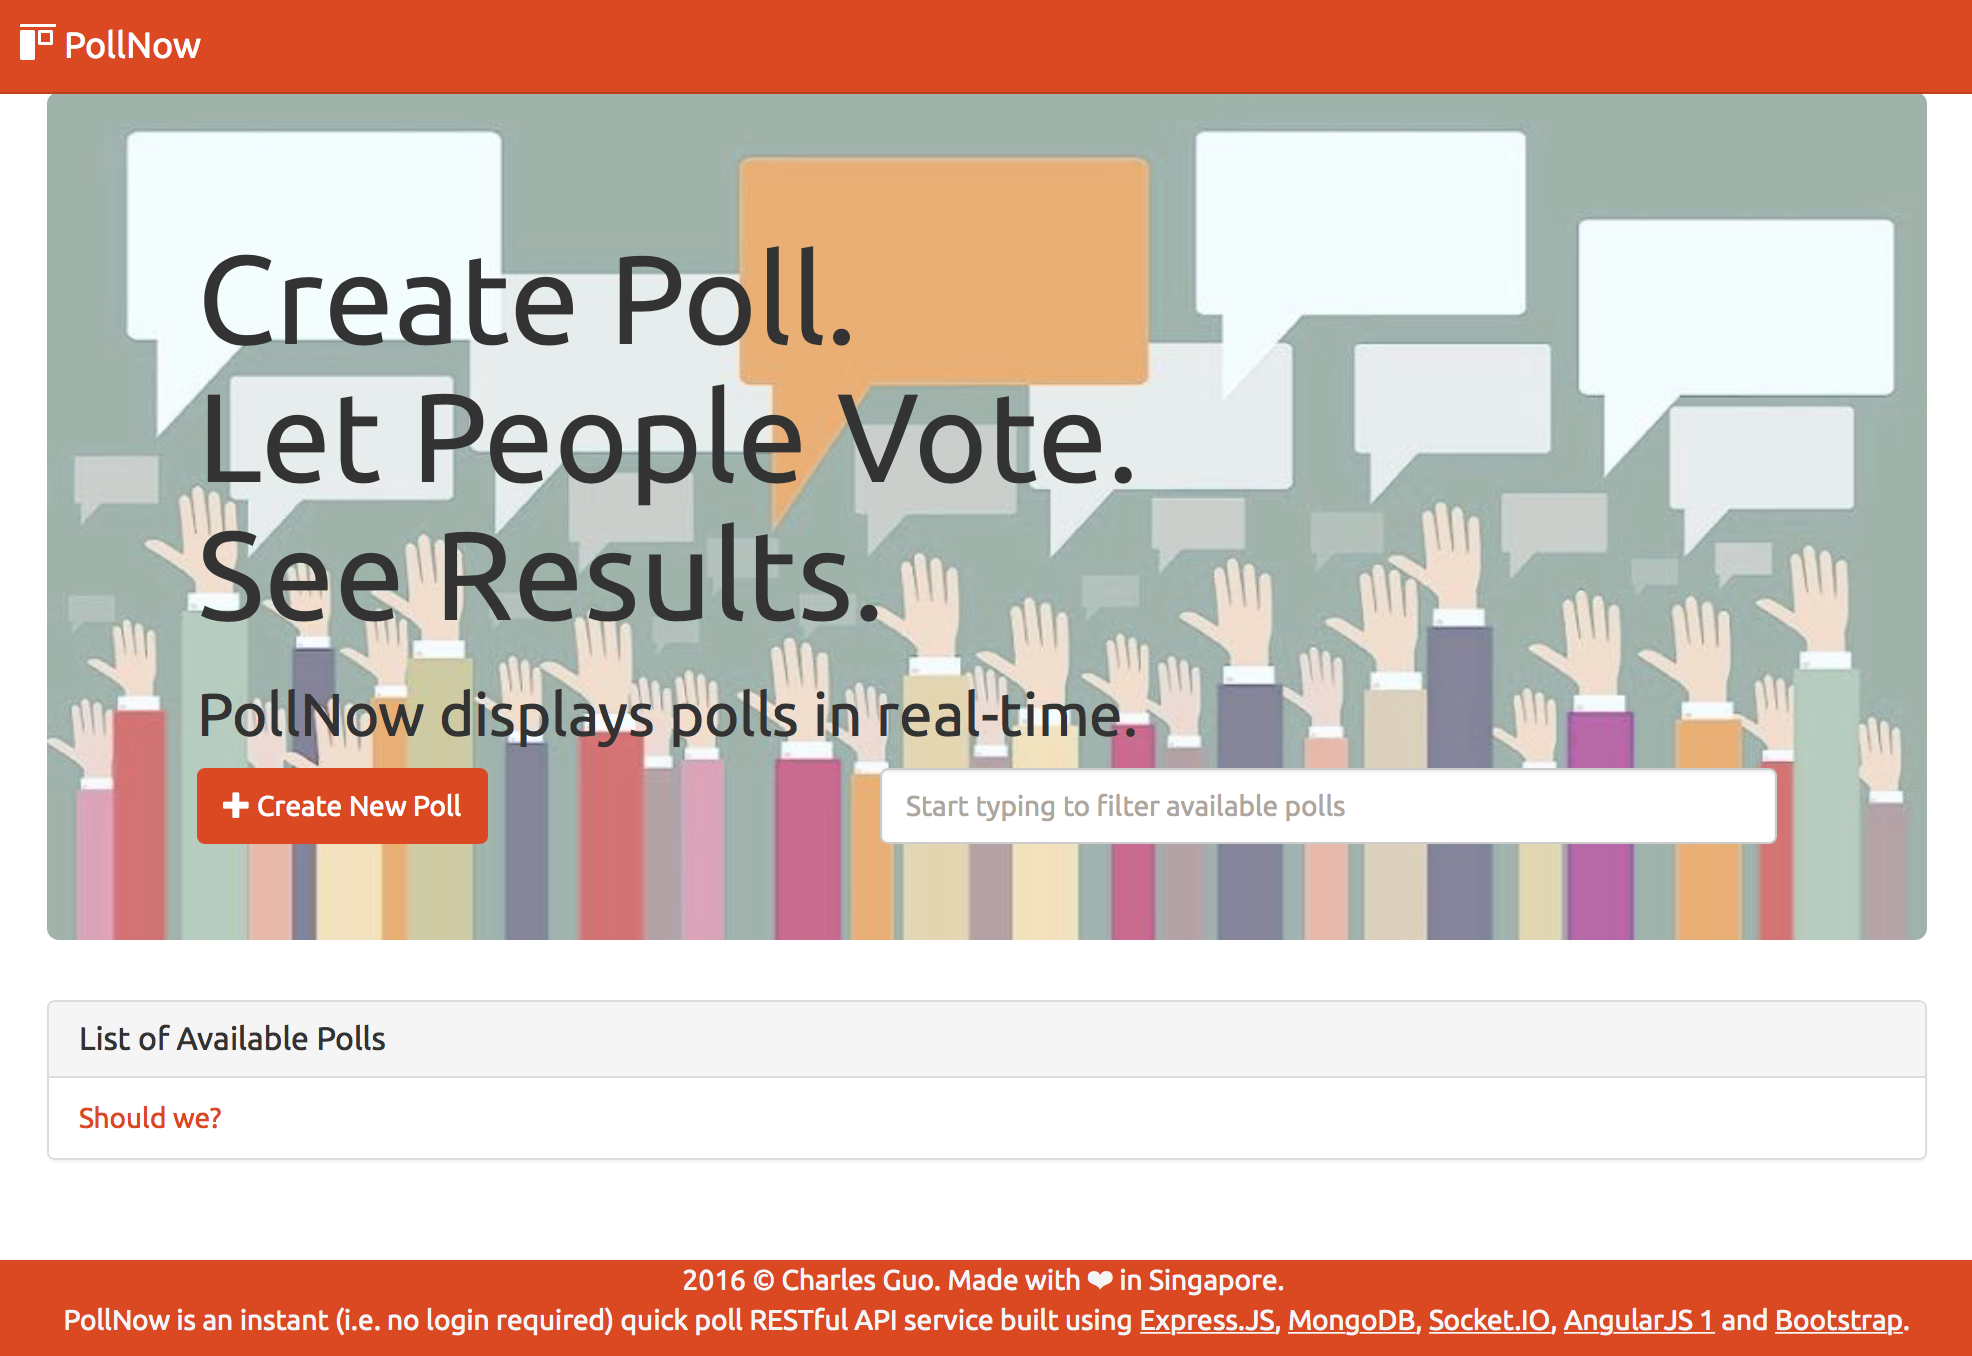 PollNow
Create Poll.
Let People Vote.
See Results.
PollNow displays polls in real-time.
Create New Poll
Start typing to filter available polls
List of Available Polls
Should we?
2016 © Charles Guo. Made with ❤ in Singapore.
PollNow is an instant (i.e. no login required) quick poll RESTful API service built using Express.JS, MongoDB, Socket.IO, AngularJS 1 and Bootstrap.